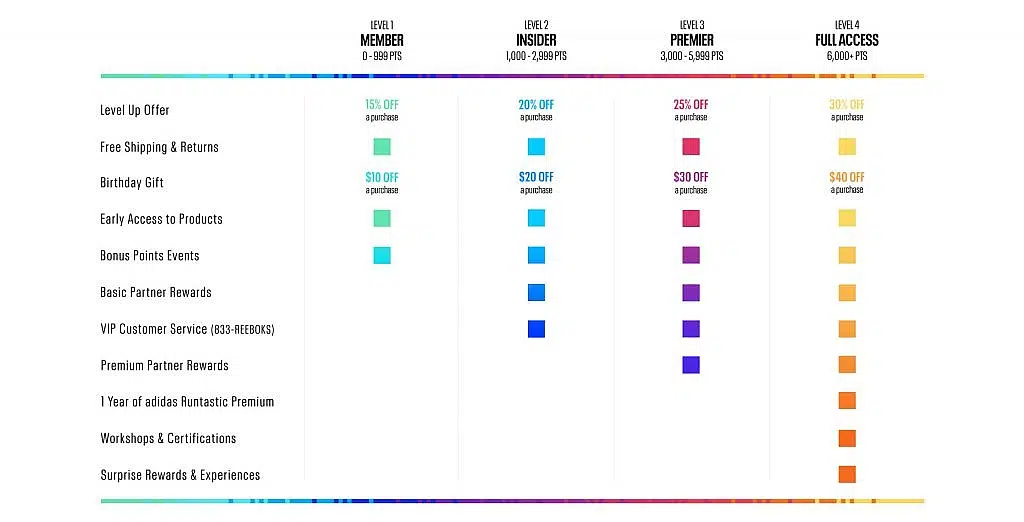 LEVEL 1
MEMBER
0 - 999 PTS
LEVEL 2
INSIDER
1,000 - 2,999 PTS
LEVEL 3
PREMIER
3,000 - 5,999 PTS
LEVEL 4
FULL ACCESS
6,000+ PTS
Level Up Offer
15% OFF
a purchase
20% OFF
a purchase
25% OFF
a purchase
30% OFF
a purchase
Free Shipping & Returns
Birthday Gift
$10 OFF
a purchase
$20 OFF
a purchase
$30 OFF
a purchase
$40 OFF
a purchase
Early Access to Products
Bonus Points Events
Basic Partner Rewards
VIP Customer Service (833-REEBOKS)
Premium Partner Rewards
1 Year of adidas Runtastic Premium
Workshops & Certifications
Surprise Rewards & Experiences